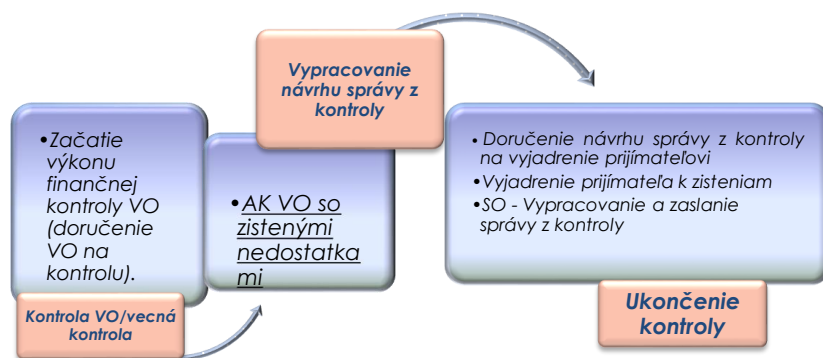 •Začatie
výkonu
finančnej
kontroly VO
(doručenie
VO na
kontrolu).
Kontrola VO/vecná
kontrola
•AK VO so
zistenými
nedostatka
mi
Vypracovanie
návrhu správy z
kontroly
• Doručenie návrhu správy z kontroly
na vyjadrenie prijímateľovi
•Vyjadrenie prijímateľa k zisteniam
•SO - Vypracovanie a zaslanie
správy z kontroly
Ukončenie
kontroly